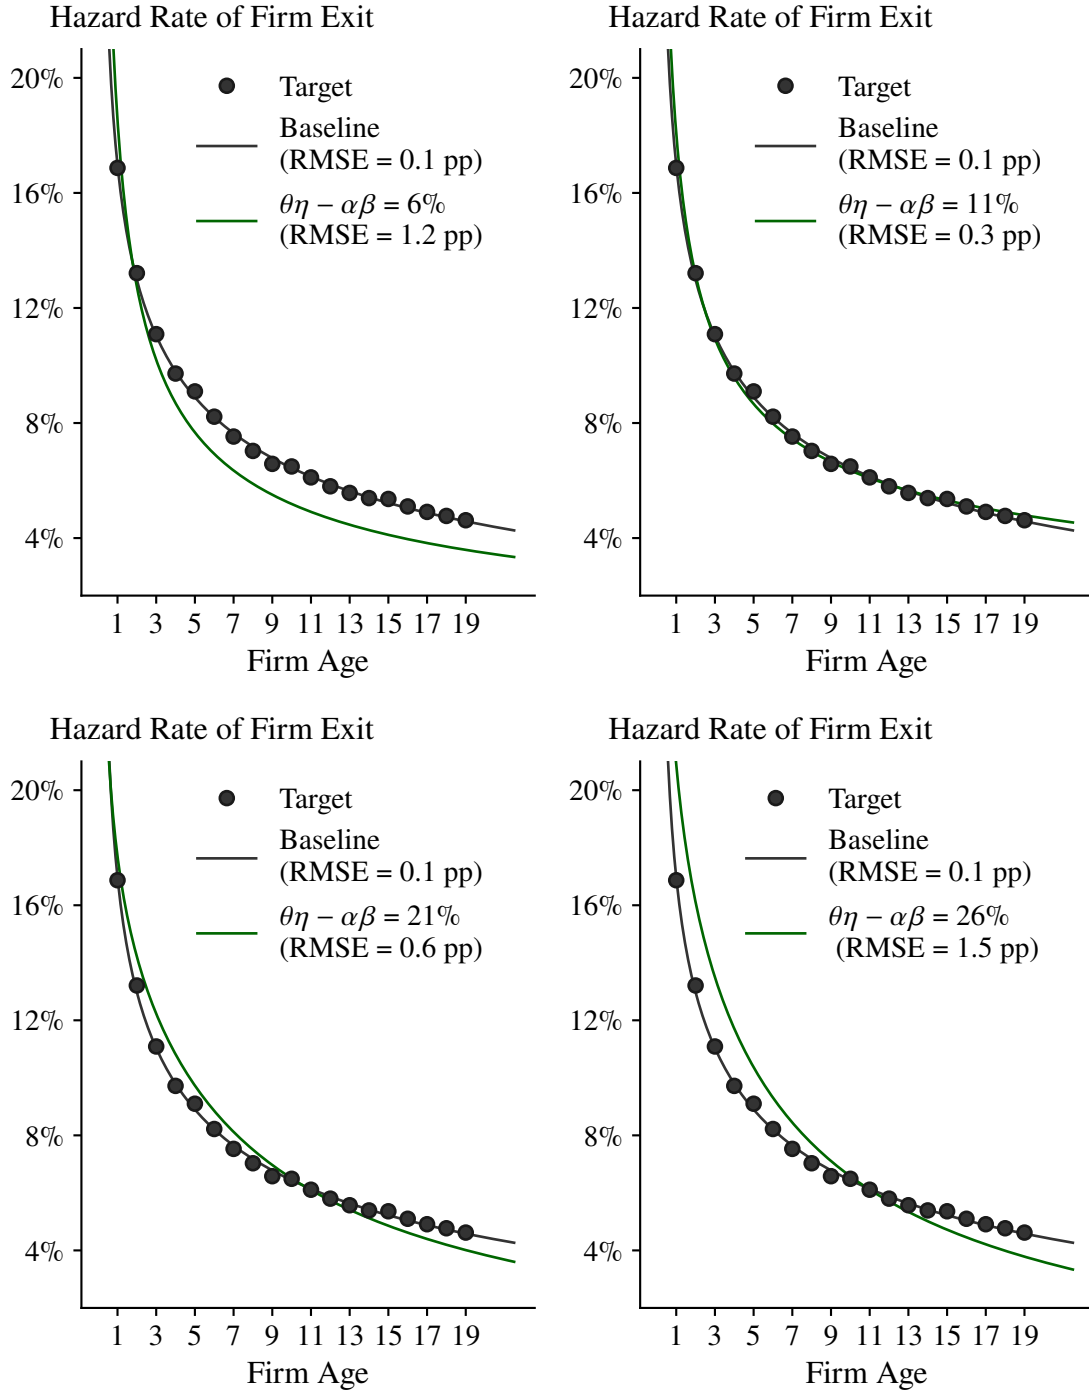 Hazard Rate of Firm Exit
20%
16%
12%
8%
4%
Target
Baseline
(RMSE = 0.1 pp)
θη − αβ = 6%
(RMSE = 1.2 pp)
1 3 5 7 9 11 13 15 17 19
Firm Age
Hazard Rate of Firm Exit
20%
16%
12%
8%
4%
Target
Baseline
(RMSE = 0.1 pp)
θη − αβ = 11%
(RMSE = 0.3 pp)
1 3 5 7 9 11 13 15 17 19
Firm Age
Hazard Rate of Firm Exit
20%
16%
12%
8%
4%
Target
Baseline
(RMSE = 0.1 pp)
θη − αβ = 21%
(RMSE = 0.6 pp)
1 3 5 7 9 11 13 15 17 19
Firm Age
Hazard Rate of Firm Exit
20%
16%
12%
8%
4%
Target
Baseline
(RMSE = 0.1 pp)
θη − αβ = 26%
(RMSE = 1.5 pp)
1 3 5 7 9 11 13 15 17 19
Firm Age